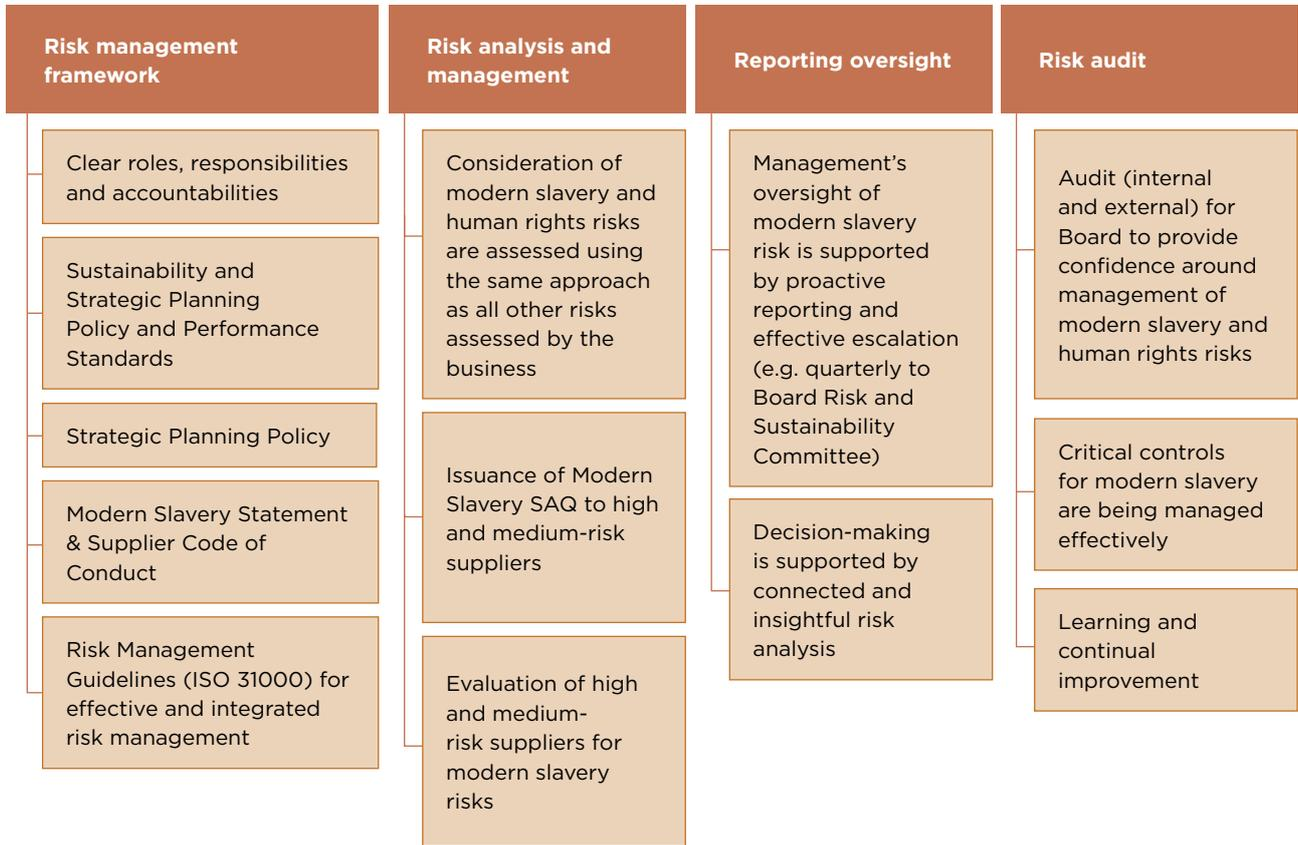 Risk management
framework
Clear roles, responsibilities
and accountabilities
Sustainability and
Strategic Planning
Policy and Performance
Standards
Strategic Planning Policy
Modern Slavery Statement
& Supplier Code of
Conduct
Risk Management
Guidelines (ISO 31000) for
effective and integrated
risk management
Risk analysis and
management
Consideration of
modern slavery and
human rights risks
are assessed using
the same approach
as all other risks
assessed by the
business
Issuance of Modern
Slavery SAQ to high
and medium-risk
suppliers
Evaluation of high
and medium-
risk suppliers for
modern slavery
risks
Reporting oversight
Management’s
oversight of
modern slavery
risk is supported
by proactive
reporting and
effective escalation
(e.g. quarterly to
Board Risk and
Sustainability
Committee)
Decision-making
is supported by
connected and
insightful risk
analysis
Risk audit
Audit (internal
and external) for
Board to provide
confidence around
management of
modern slavery and
human rights risks
Critical controls
for modern slavery
are being managed
effectively
Learning and
continual
improvement